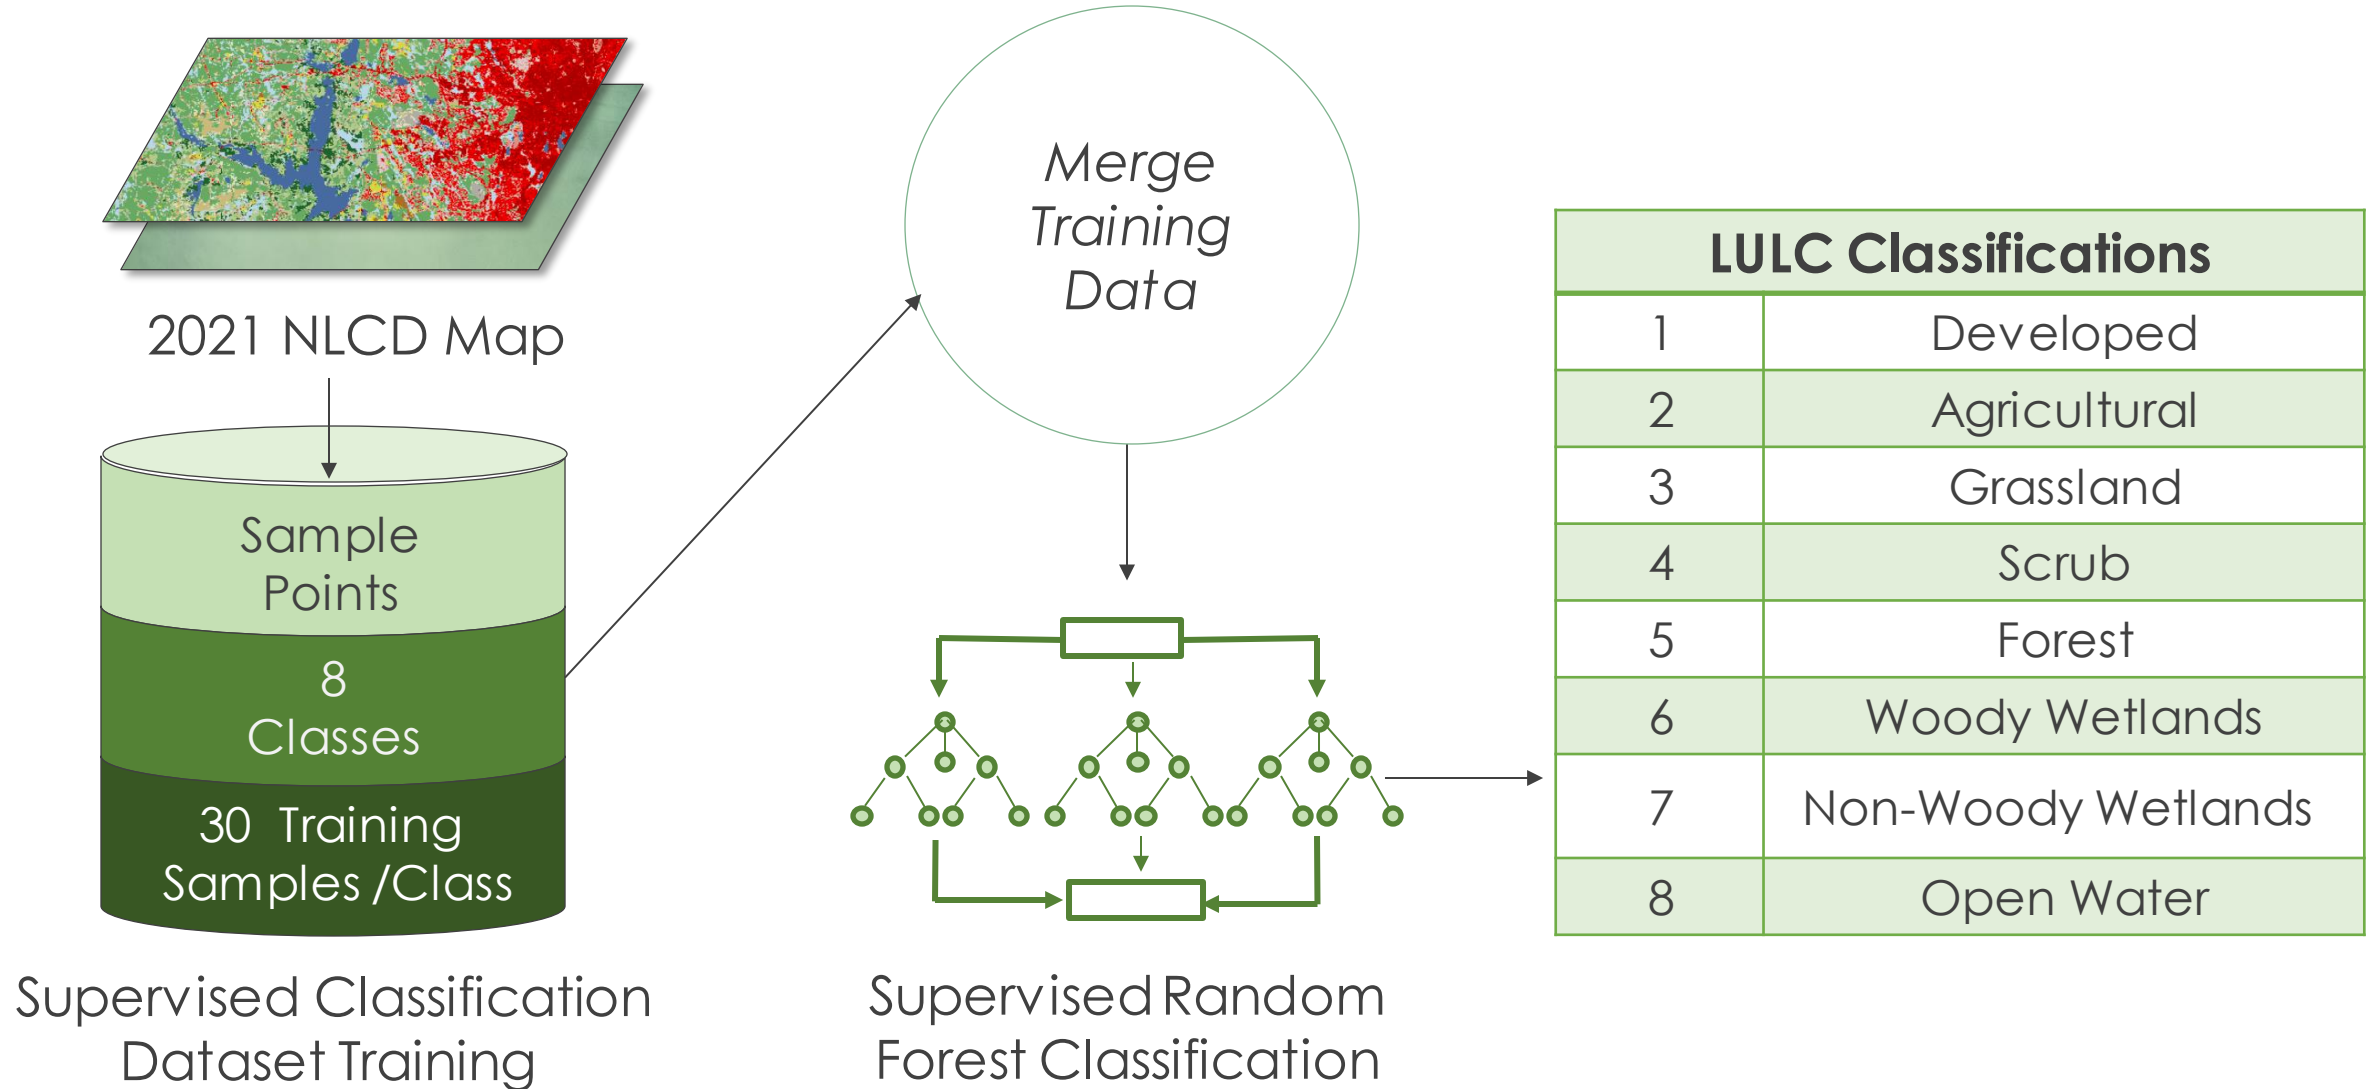 2021 NLCD Map
Sample
Points
8
Classes
30 Training
Samples /Class
Supervised Classification
Dataset Training
Merge
Training
Data
Supervised Random
Forest Classification
LULC Classifications
1 Developed
2 Agricultural
3 Grassland
4 Scrub
5 Forest
6 Woody Wetlands
7 Non-Woody Wetlands
8 Open Water